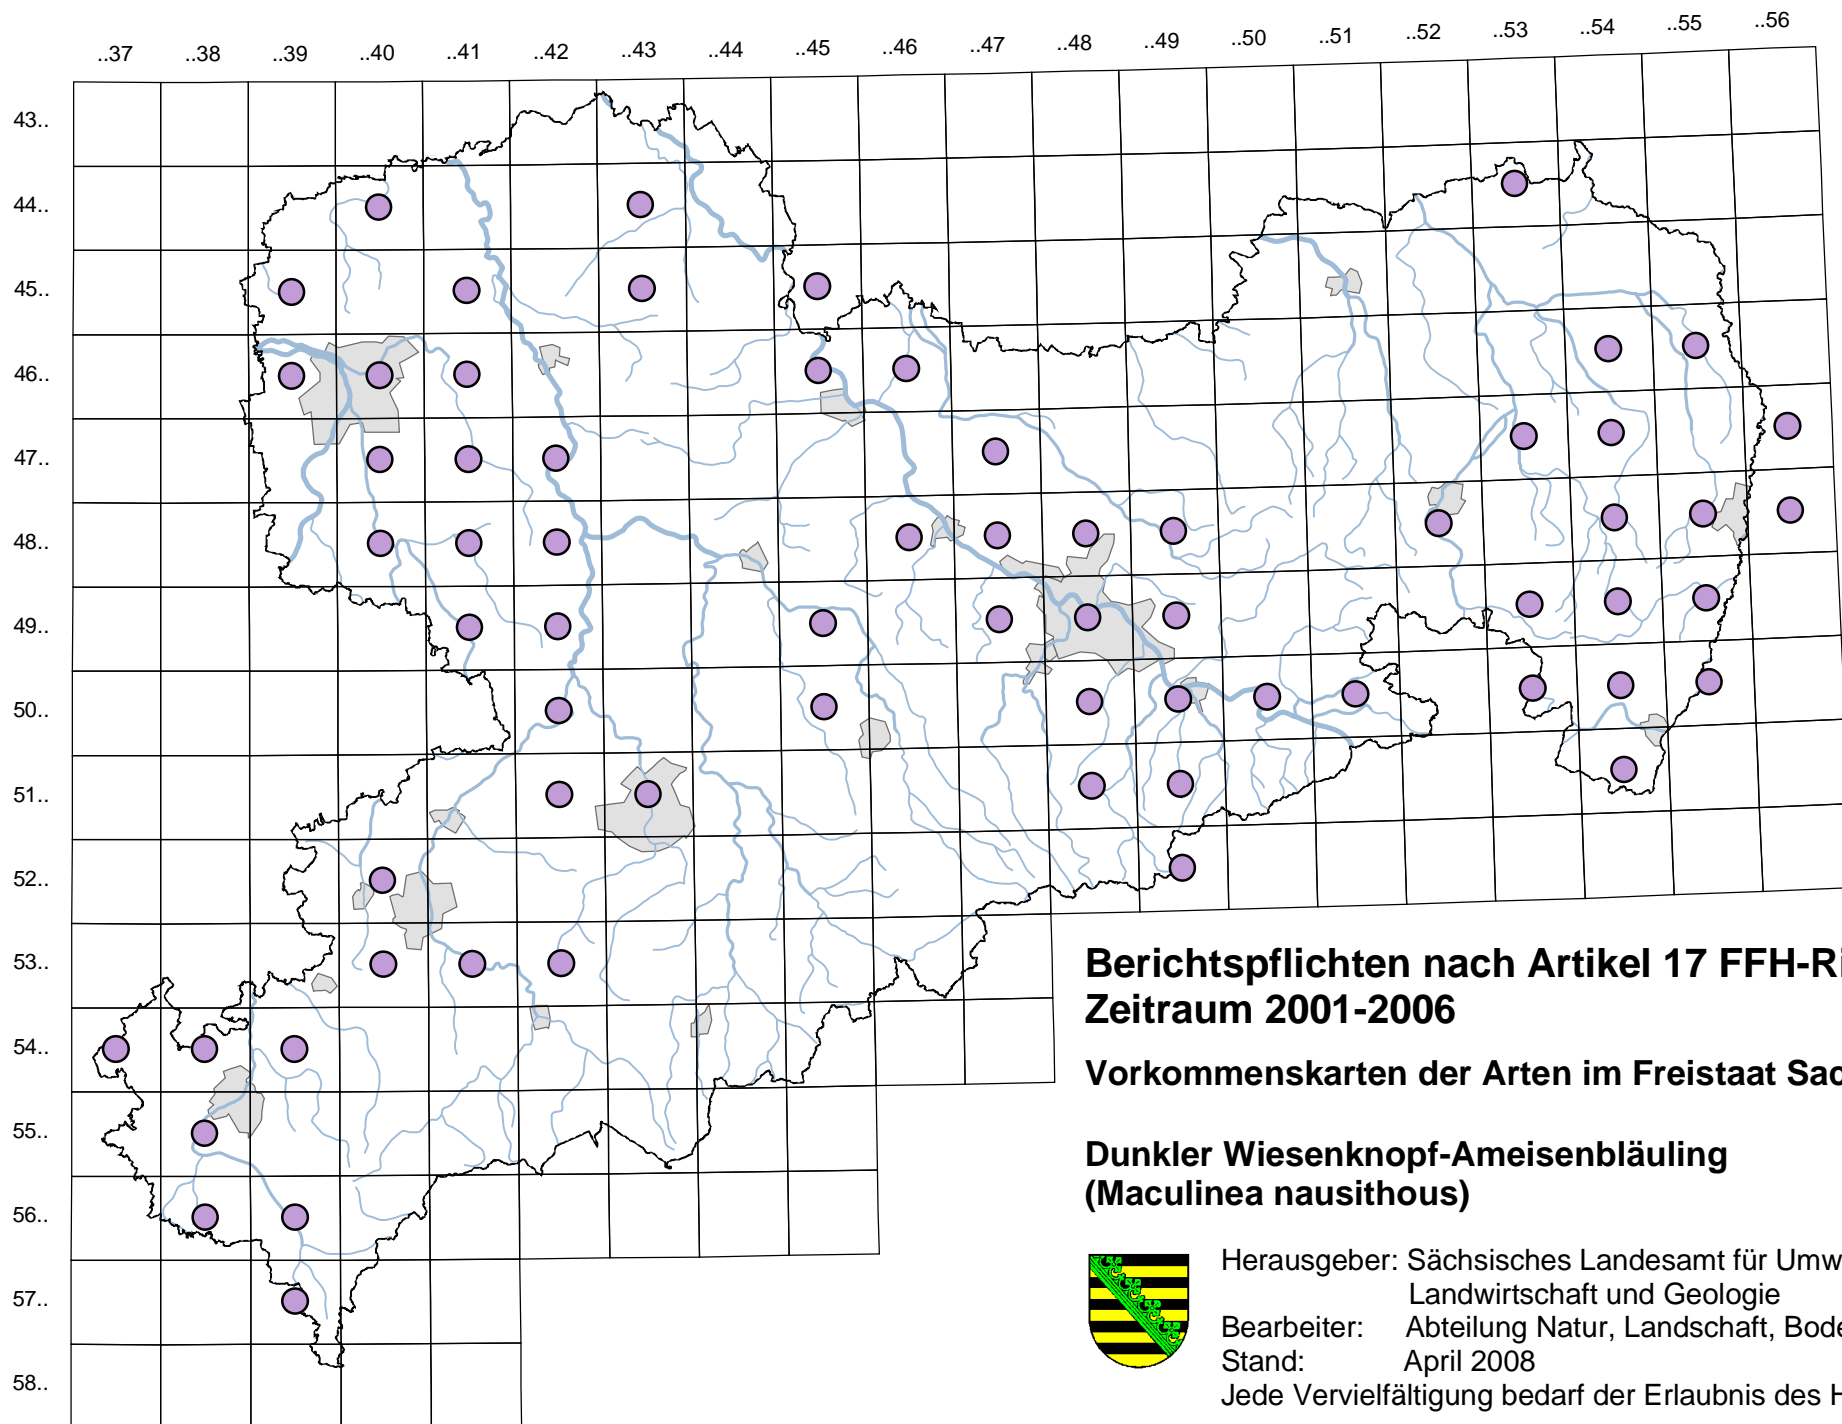 ..37 ..38 ..39 ..40 ..41 ..42 ..43 ..44 ..45 ..46 ..47 ..48 ..49 ..50 ..51 ..52 ..53 ..54 ..55 ..56
43..
44..
45..
46..
47..
48..
49..
50..
51..
52..
53..
54..
55..
56..
57..
58..
Berichtspflichten nach Artikel 17 FFH-Ri
Zeitraum 2001-2006
Vorkommenskarten der Arten im Freistaat Sac
Dunkler Wiesenknopf-Ameisenbläuling
(Maculinea nausithous)
Herausgeber: Sächsisches Landesamt für Umw
Landwirtschaft und Geologie
Bearbeiter: Abteilung Natur, Landschaft, Bode
Stand: April 2008
Jede Vervielfältigung bedarf der Erlaubnis des H